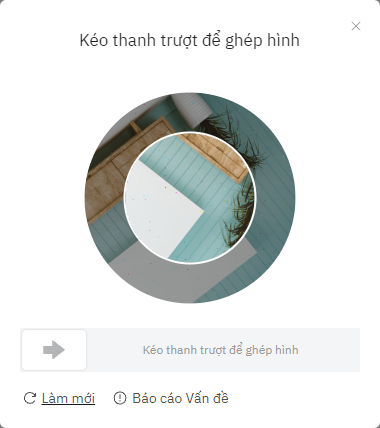 Kéo thanh trượt để ghép hình
Kéo thanh trượt để ghép hình
Làm mới
Báo cáo Vấn đề